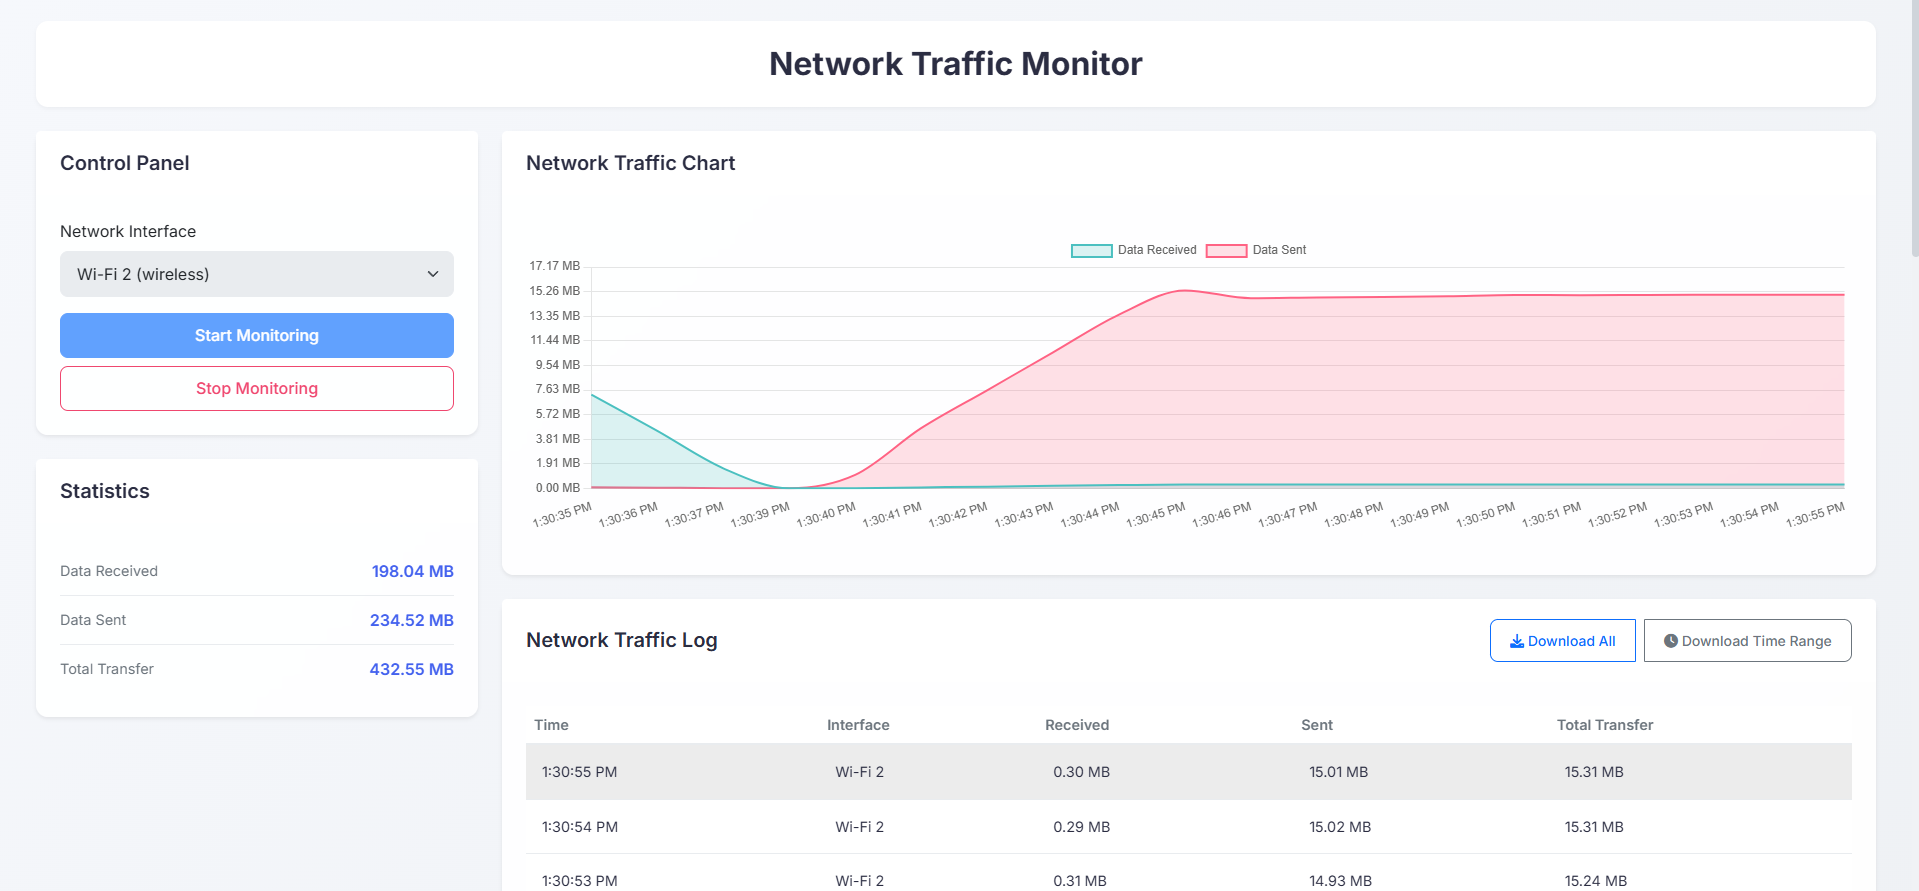 Network Traffic Monitor
Control Panel
Network Interface
Wi-Fi 2 (wireless)
Start Monitoring
Stop Monitoring
Statistics
Data Received 198.04 MB
Data Sent 234.52 MB
Total Transfer 432.55 MB
Network Traffic Chart
Data Received Data Sent
17.17 MB
15.26 MB
13.35 MB
11.44 MB
9.54 MB
7.63 MB
5.72 MB
3.81 MB
1.91 MB
0.00 MB
1:30:35 PM 1:30:36 PM 1:30:37 PM 1:30:39 PM 1:30:40 PM 1:30:41 PM 1:30:42 PM 1:30:43 PM 1:30:44 PM 1:30:45 PM 1:30:46 PM 1:30:47 PM 1:30:48 PM 1:30:49 PM 1:30:50 PM 1:30:51 PM 1:30:52 PM 1:30:53 PM 1:30:54 PM 1:30:55 PM
Network Traffic Log
Download All Download Time Range
Time Interface Received Sent Total Transfer
1:30:55 PM Wi-Fi 2 0.30 MB 15.01 MB 15.31 MB
1:30:54 PM Wi-Fi 2 0.29 MB 15.02 MB 15.31 MB
1:30:53 PM Wi-Fi 2 0.31 MB 14.93 MB 15.24 MB